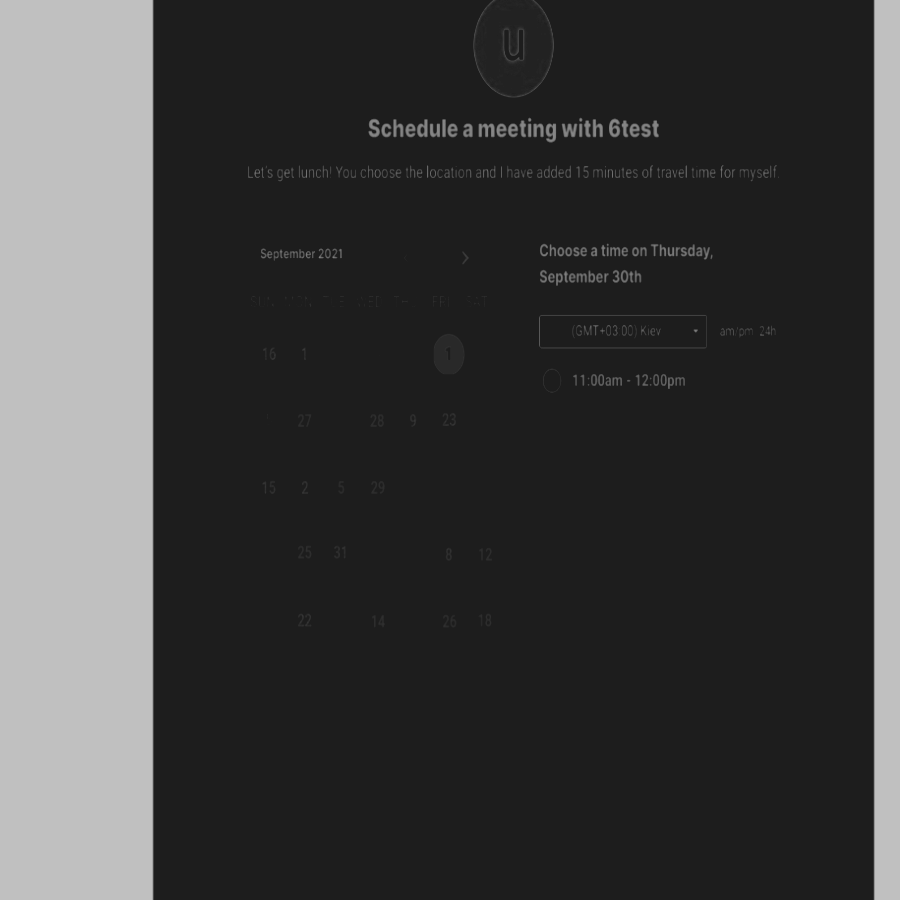 u
Schedule a meeting with 6test
Let's get lunch! You choose the location and I have added 15 minutes of travel time for myself.
September 2021
SUN MON WED FRI SAT
16 1 1
27 28 9 23
15 2 5 29
25 31 8 12
22 14 26 18
Choose a time on Thursday,
September 30th
(GMT+03:00) Kiev am/pm 24h
11:00am - 12:00pm